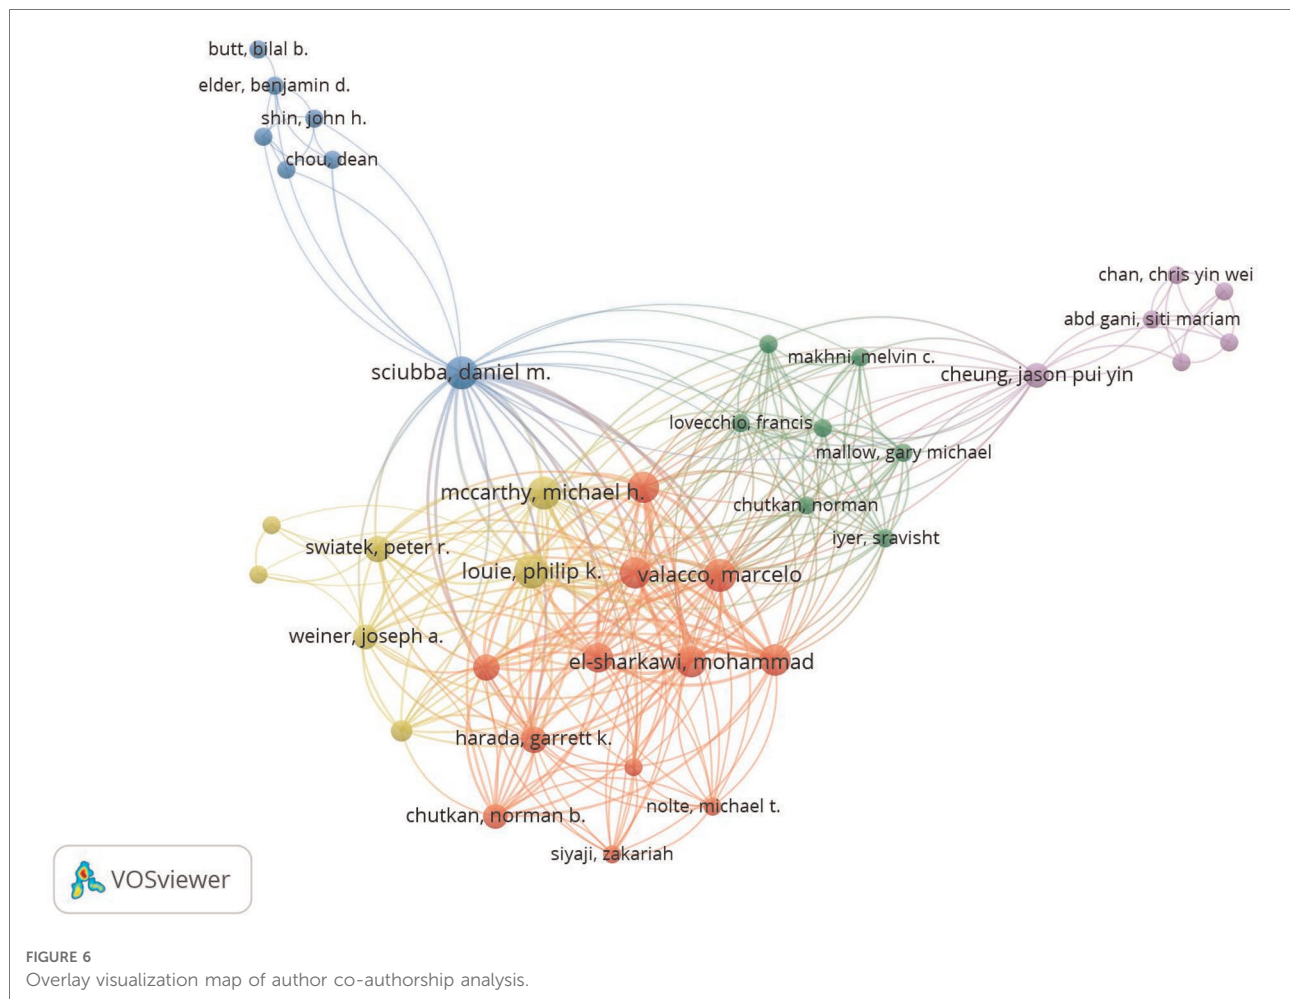 butt, bilal b.
elder, benjamin d.
shin, john h.
chou, dean
chan, chris yin wei
abd gani, siti mariam
makhni, melvin c.
sciubba, daniel m.
cheung, jason pui yin
lovecchio, francis
mallow, gary michael
mccarthy, michael h.
chutkan, norman
iyer, sravisht
swiatek, peter r.
louie, philip k.
valacco, marcelo
weiner, joseph a.
el-sharkawi, mohammad
harada, garrett k.
nolte, michael t.
chutkan, norman b.
siyaji, zakariah
VOSviewer
FIGURE 6
Overlay visualization map of author co-authorship analysis.